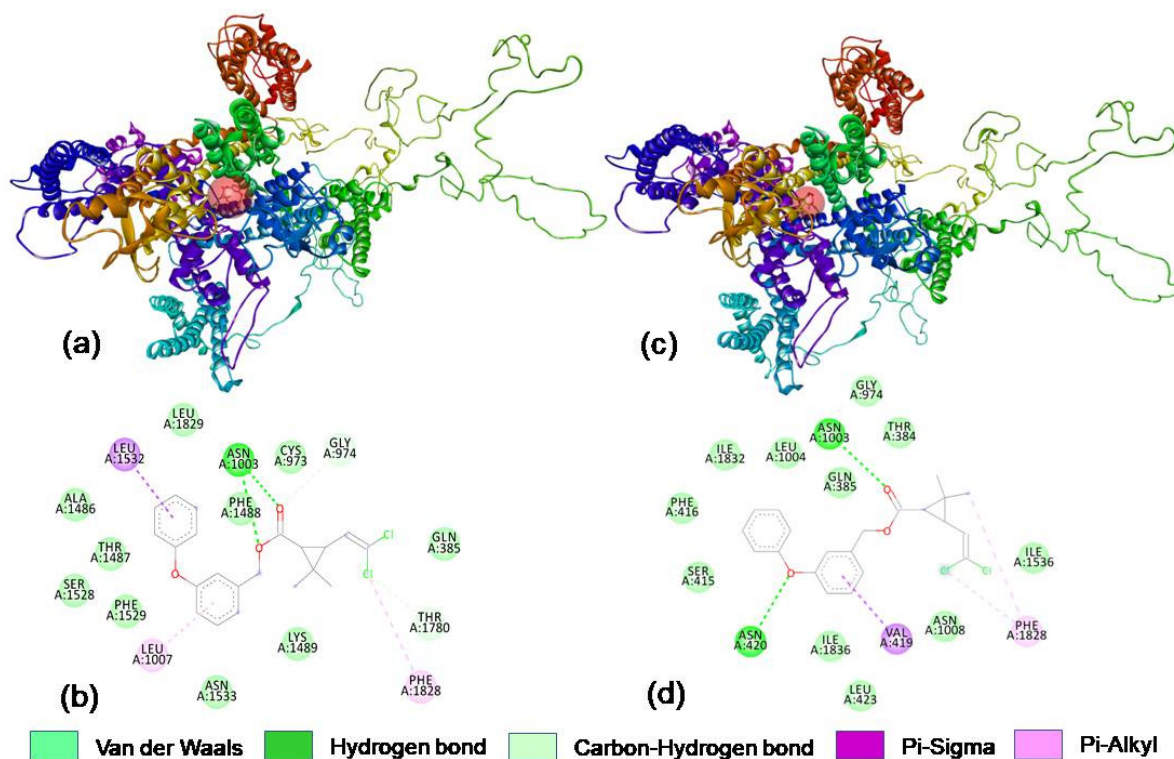 (a)
(c)
LEU
A:1829
LEU
A:1532
ASN
A:1003
CYS
A:973
GLY
A:974
ALA
A:1486
PHE
A:1488
THR
A:1487
GLN
A:385
SER
A:1528
PHE
A:1529
O
O
O
Cl
Cl
THR
A:1780
LYS
A:1489
LEU
A:1007
ASN
A:1533
PHE
A:1828
(b)
GLY
A:974
ASN
A:1003
THR
A:384
ILE
A:1832
LEU
A:1004
GLN
A:385
PHE
A:416
O
O
O
Cl
Cl
ILE
A:1536
SER
A:415
ASN
A:420
ILE
A:1836
VAL
A:419
ASN
A:1008
PHE
A:1828
LEU
A:423
(d)
Van der Waals
Hydrogen bond
Carbon-Hydrogen bond
Pi-Sigma
Pi-Alkyl